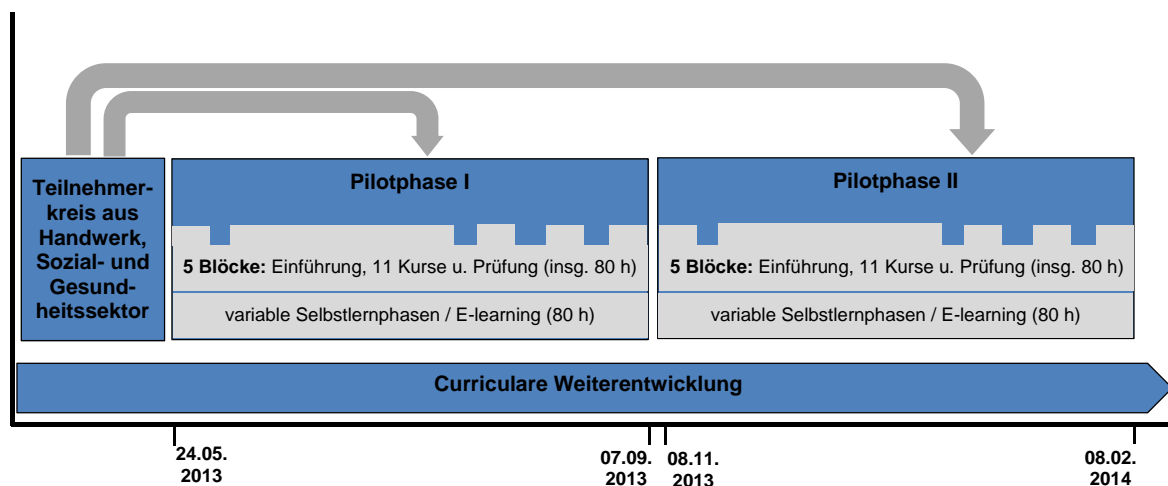 Teilnehmer-
kreis aus
Handwerk,
Sozial- und
Gesund-
heitssektor
Pilotphase I
5 Blöcke: Einführung, 11 Kurse u. Prüfung (insg. 80 h)
variable Selbstlernphasen / E-learning (80 h)
Pilotphase II
5 Blöcke: Einführung, 11 Kurse u. Prüfung (insg. 80 h)
variable Selbstlernphasen / E-learning (80 h)
Curriculare Weiterentwicklung
24.05.
2013
07.09.
2013
08.11.
2013
08.02.
2014